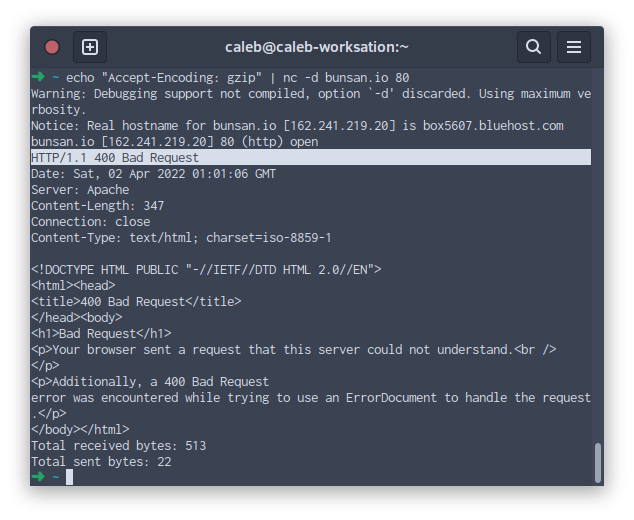 caleb@caleb-worksation:~
➜ ~ echo "Accept-Encoding: gzip" | nc -d bunsan.io 80
Warning: Debugging support not compiled, option `-d' discarded. Using maximum ve
rbosity.
Notice: Real hostname for bunsan.io [162.241.219.20] is box5607.bluehost.com
bunsan.io [162.241.219.20] 80 (http) open
HTTP/1.1 400 Bad Request
Date: Sat, 02 Apr 2022 01:01:06 GMT
Server: Apache
Content-Length: 347
Connection: close
Content-Type: text/html; charset=iso-8859-1

<!DOCTYPE HTML PUBLIC "-//IETF//DTD HTML 2.0//EN">
<html><head>
<title>400 Bad Request</title>
</head><body>
<h1>Bad Request</h1>
<p>Your browser sent a request that this server could not understand.<br />
</p>
<p>Additionally, a 400 Bad Request
error was encountered while trying to use an ErrorDocument to handle the request
.</p>
</body></html>
Total received bytes: 513
Total sent bytes: 22
➜ ~